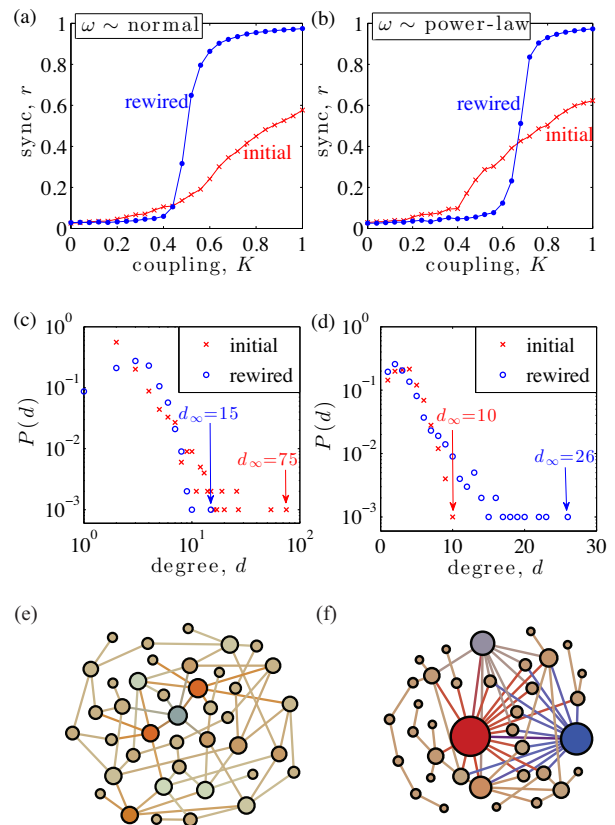 (a)
ω ∼ normal
1
0.8
0.6
0.4
0.2
0
sync, r
rewired
initial
0
0.2
0.4
0.6
0.8
1
coupling, K
(b)
ω ∼ power-law
1
0.8
0.6
0.4
0.2
0
sync, r
rewired
initial
0
0.2
0.4
0.6
0.8
1
coupling, K
(c)
10^0
10^-1
10^-2
10^-3
P(d)
initial
rewired
d∞=15
d∞=75
10^0
10^1
10^2
degree, d
(d)
10^0
10^-1
10^-2
10^-3
P(d)
initial
rewired
d∞=10
d∞=26
0
10
20
30
degree, d
(e)
(f)